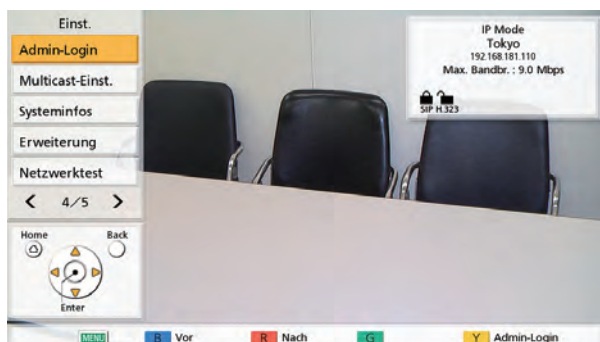 Einst.
Admin-Login
Multicast-Einst.
Systeminfos
Erweiterung
Netzwerktest
4/5
Home
Back
Enter
IP Mode
Tokyo
192.168.181.110
Max. Bandbr. : 9.0 Mbps
SIP H.323
MENU B Vor R Nach G Y Admin-Login